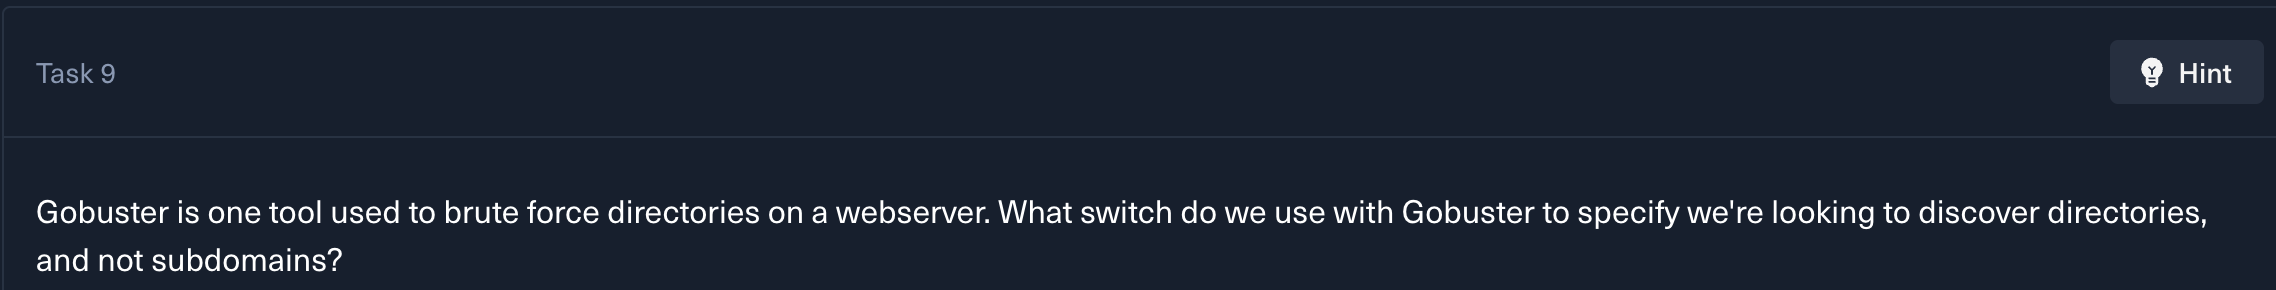 Task 9
Hint
Gobuster is one tool used to brute force directories on a webserver. What switch do we use with Gobuster to specify we're looking to discover directories,
and not subdomains?